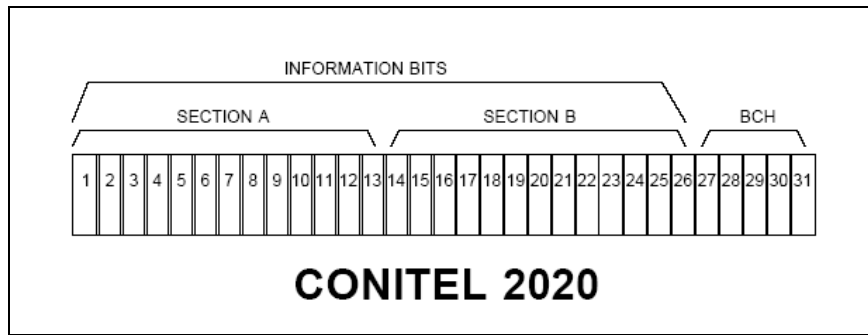 INFORMATION BITS
SECTION A SECTION B BCH
1 2 3 4 5 6 7 8 9 10 11 12 13 14 15 16 17 18 19 20 21 22 23 24 25 26 27 28 29 30 31
CONITEL 2020